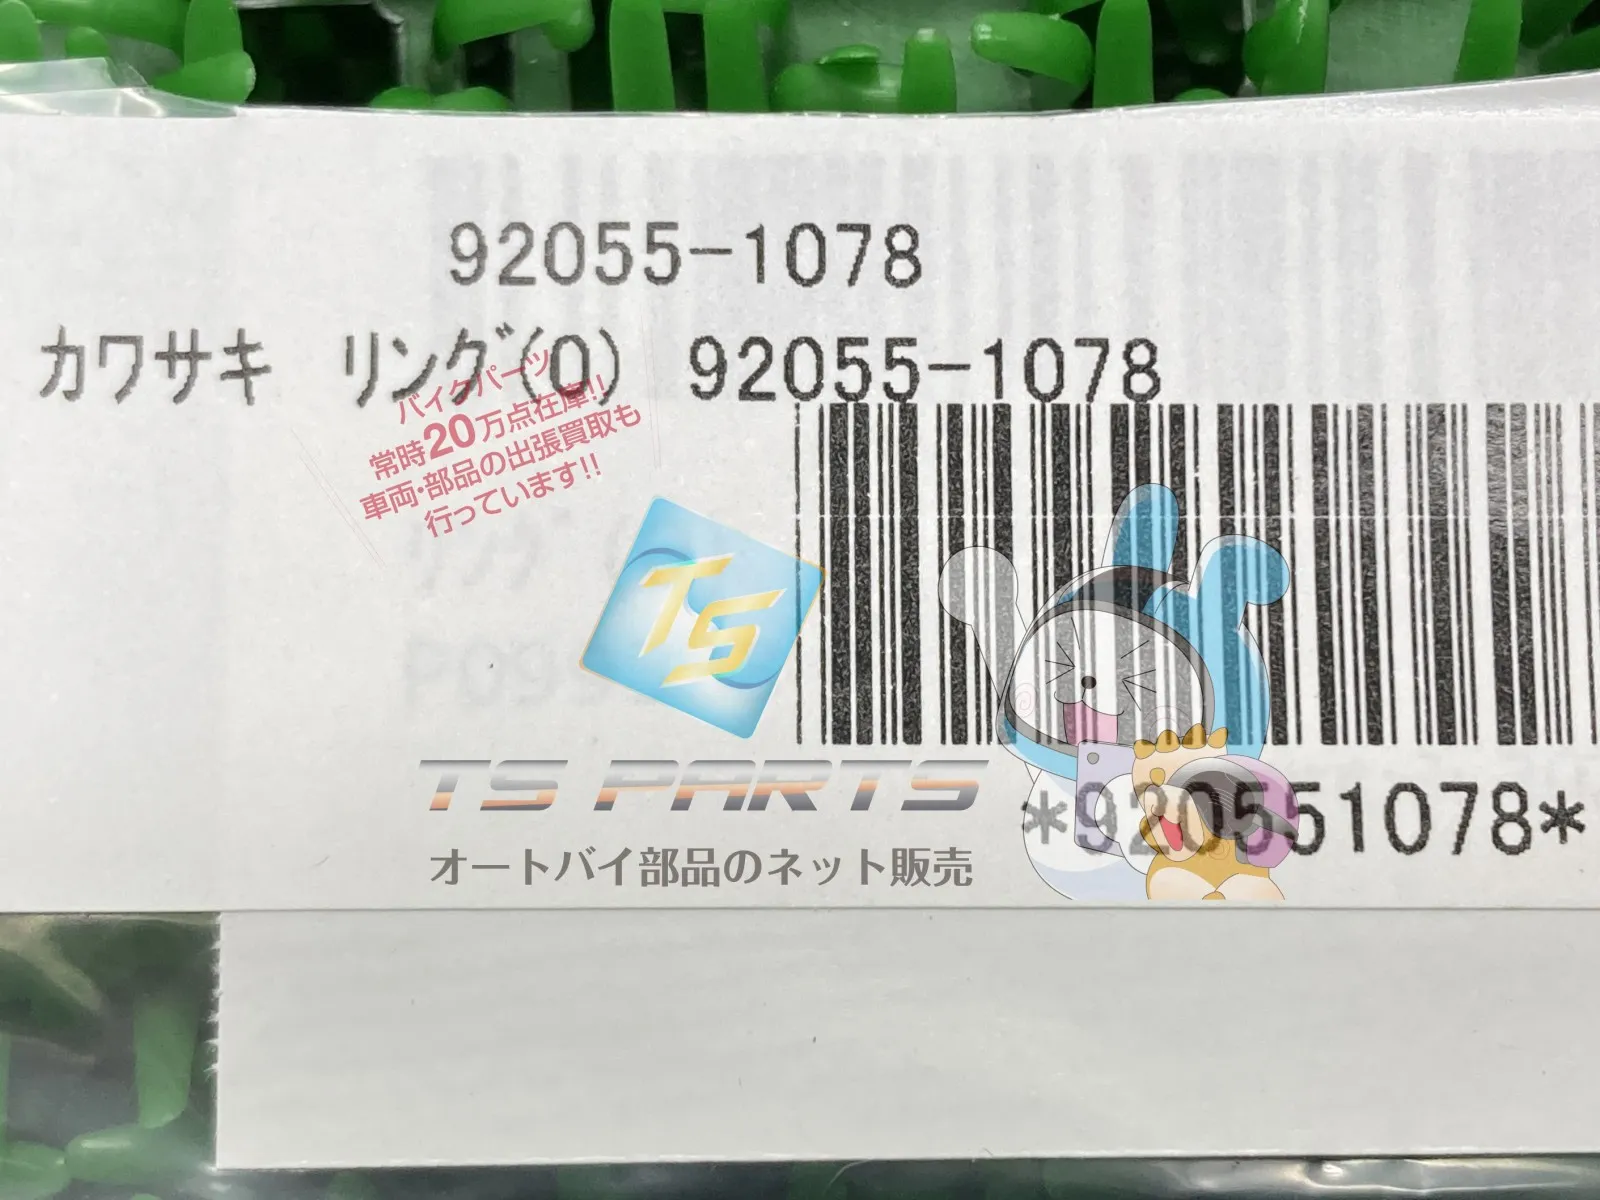 92055-1078
カワサキ リング(O) 92055-1078
バイクパーツ
常時20万点在庫!!
車両・部品の出張買取も
行っています!!
TS
TS PARTS
*920551078*
オートバイ部品のネット販売